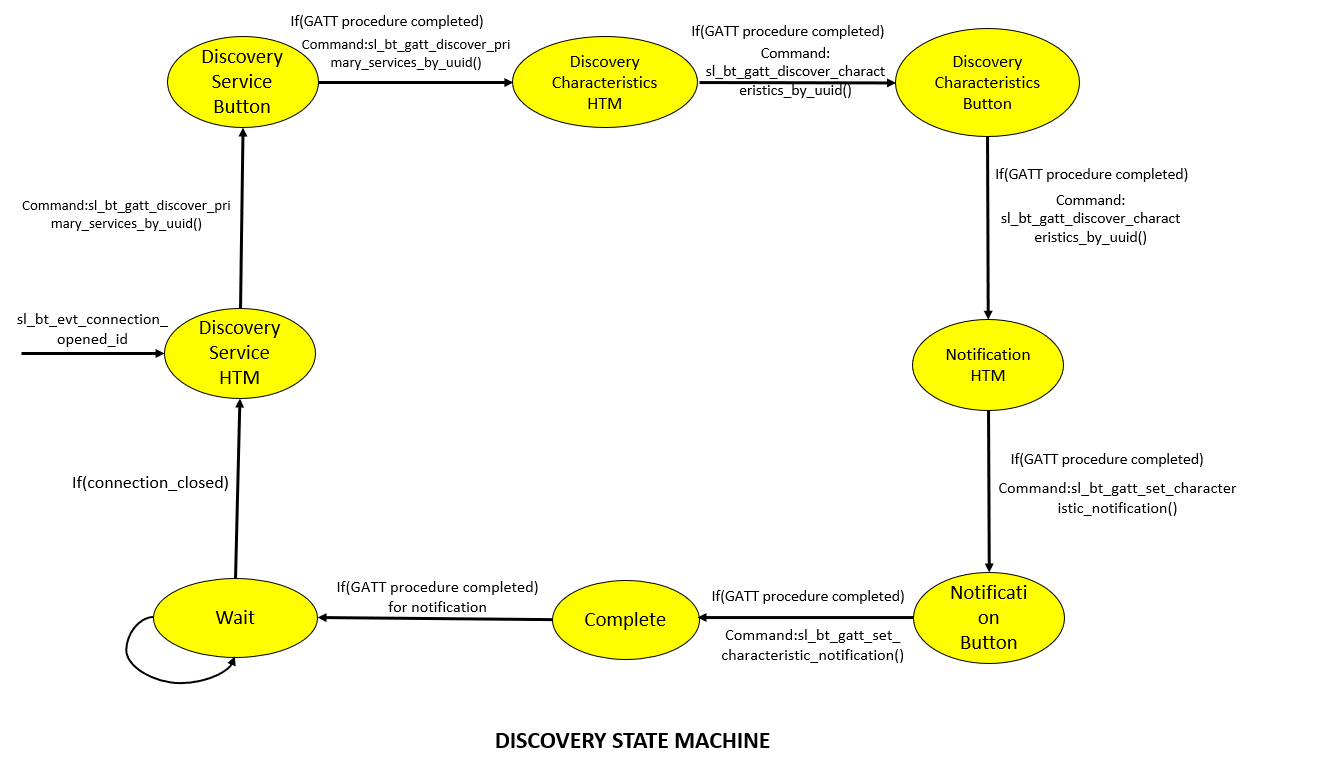 If(GATT procedure completed)
Command:sl_bt_gatt_discover_pri
mary_services_by_uuid()
If(GATT procedure completed)
Command:
sl_bt_gatt_discover_charact
eristics_by_uuid()
Discovery
Service
Button
Discovery
Characteristics
HTM
Discovery
Characteristics
Button
If(GATT procedure completed)
Command:
sl_bt_gatt_discover_charact
eristics_by_uuid()
Command:sl_bt_gatt_discover_pri
mary_services_by_uuid()
sl_bt_evt_connection_
opened_id
Discovery
Service
HTM
Notification
HTM
If(connection_closed)
If(GATT procedure completed)
Command:sl_bt_gatt_set_character
istic_notification()
Wait
If(GATT procedure completed)
for notification
Complete
If(GATT procedure completed)
Command:sl_bt_gatt_set_
characteristic_notification()
Notificati
on
Button
DISCOVERY STATE MACHINE